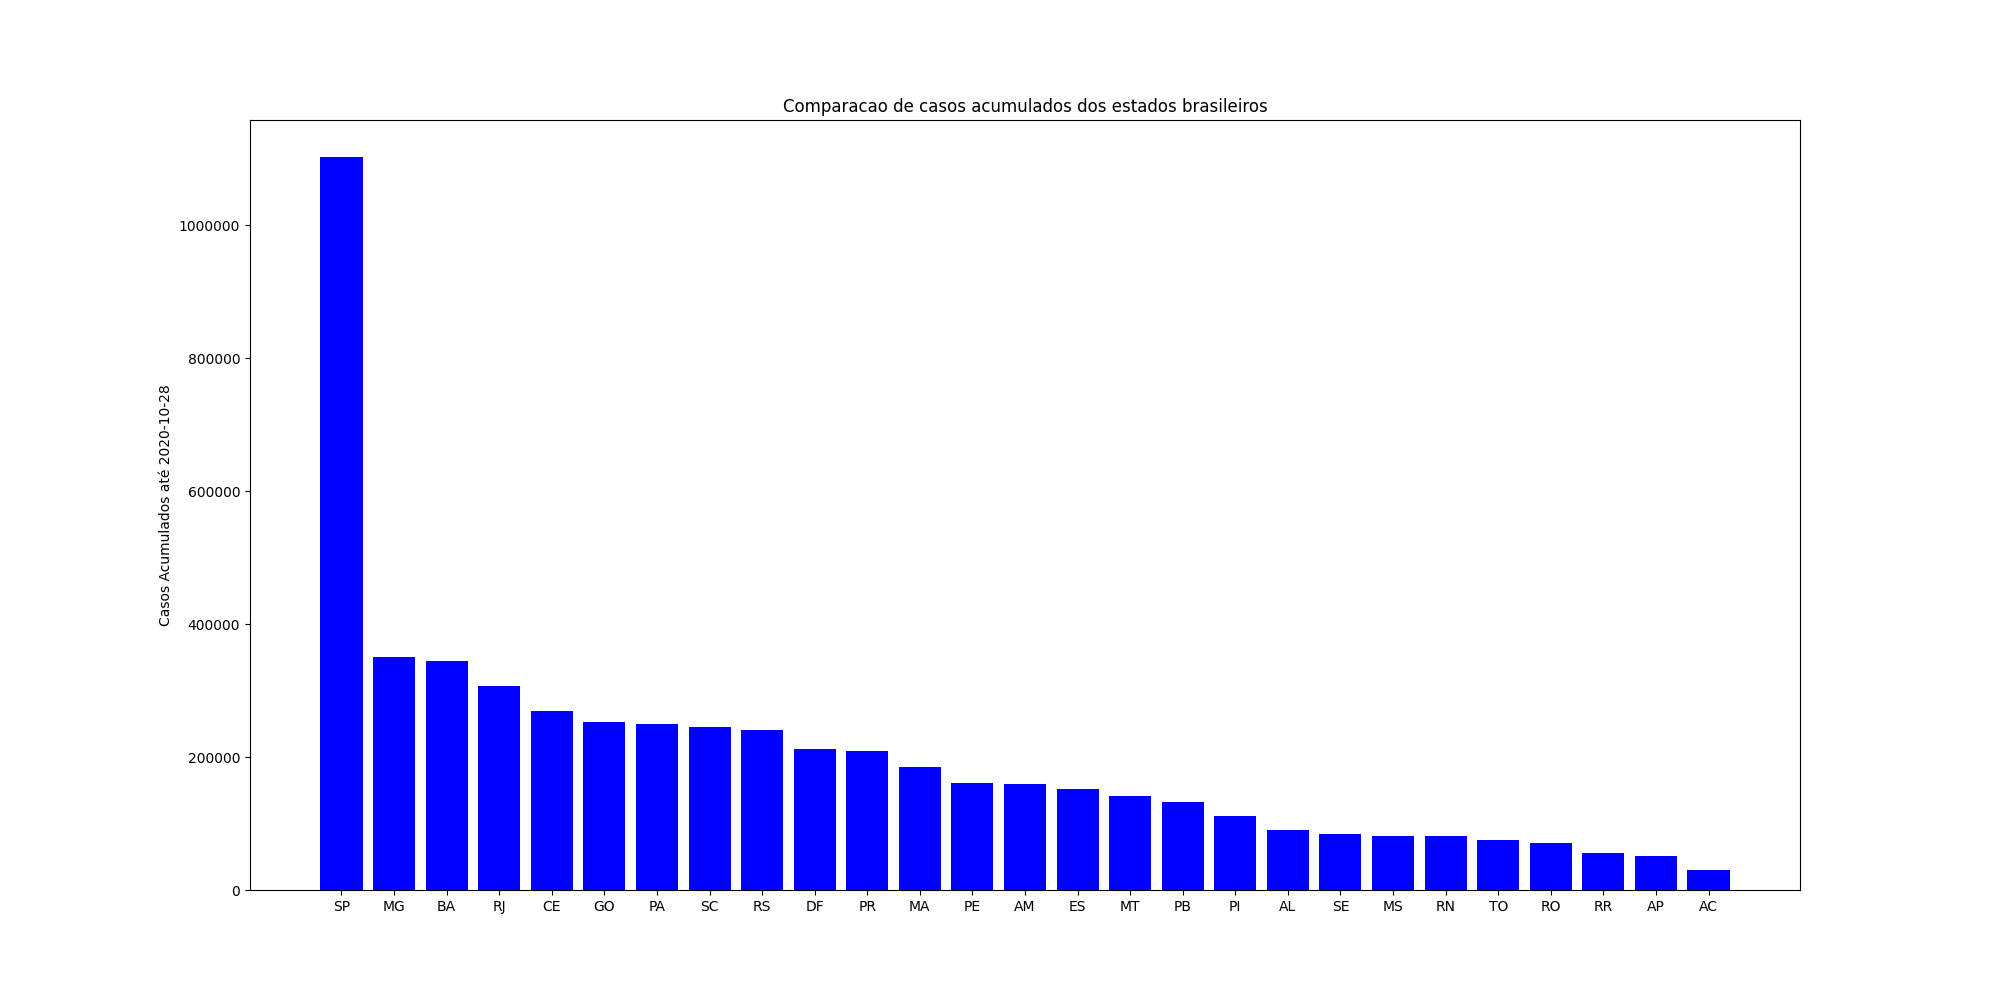 Comparacao de casos acumulados dos estados brasileiros
Casos Acumulados até 2020-10-28
1000000
800000
600000
400000
200000
0
SP MG BA RJ CE GO PA SC RS DF PR MA PE AM ES MT PB PI AL SE MS RN TO RO RR AP AC